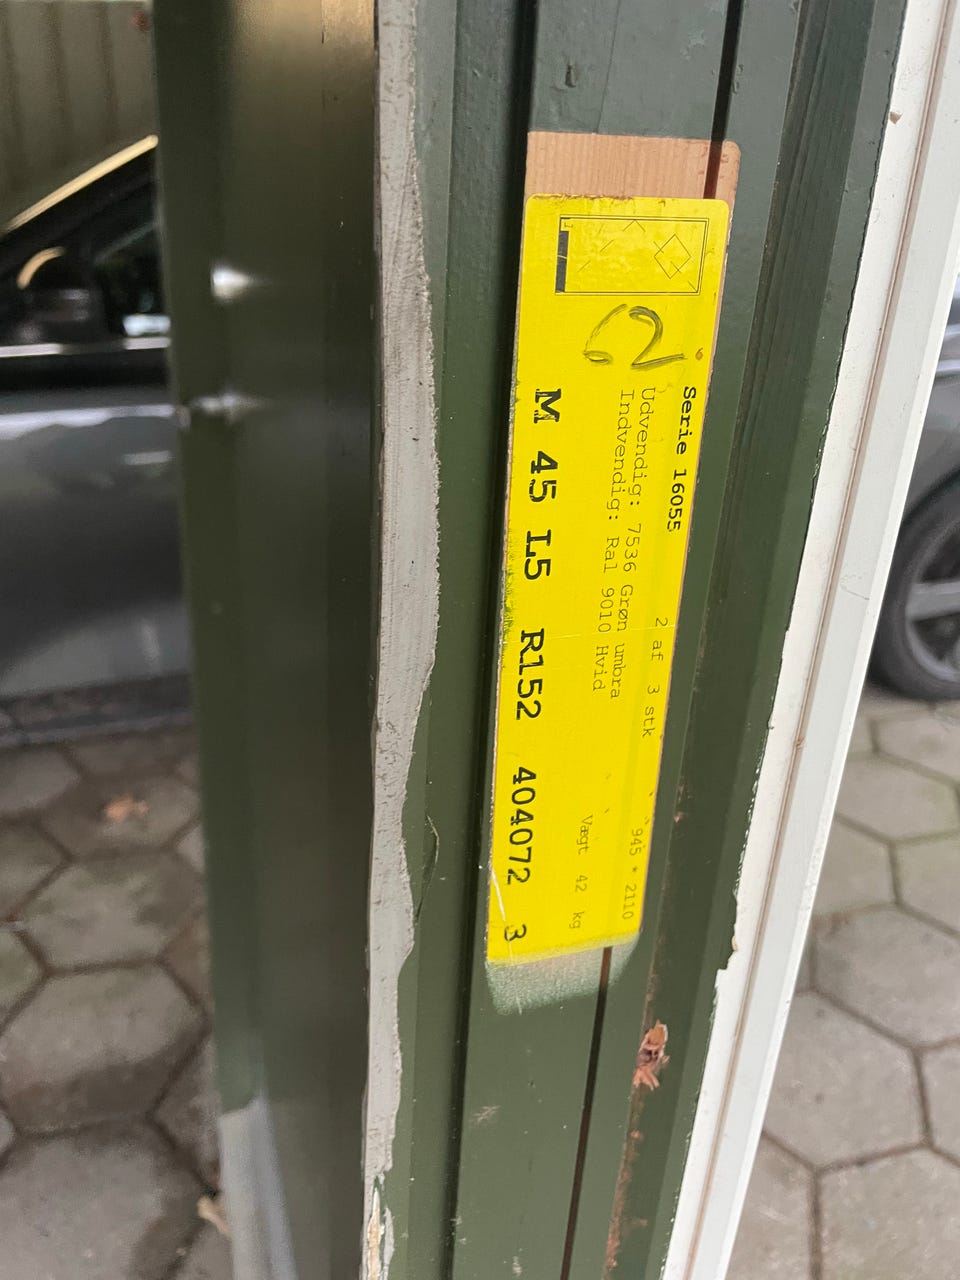 62
Serie 16055 2 af 3 stk 945 * 2110
Udvendig: 7536 Grøn umbra
Indvendig: Ral 9010 Hvid Vægt 42 kg
M 45 L5 R152 404072 3